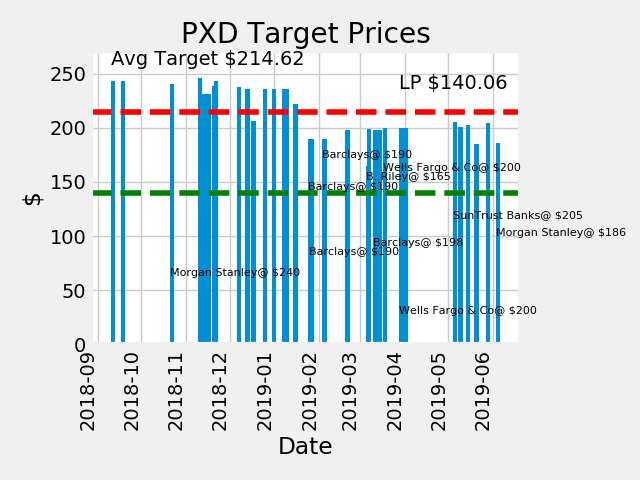 PXD Target Prices
Avg Target $214.62
LP $140.06
250
200
150
100
50
0
$
Barclays@ $190
Wells Fargo & Co@ $200
B. Riley@ $165
Barclays@ $190
SunTrust Banks@ $205
Morgan Stanley@ $186
Barclays@ $198
Barclays@ $190
Morgan Stanley@ $240
Wells Fargo & Co@ $200
2018-09
2018-10
2018-11
2018-12
2019-01
2019-02
2019-03
2019-04
2019-05
2019-06
Date